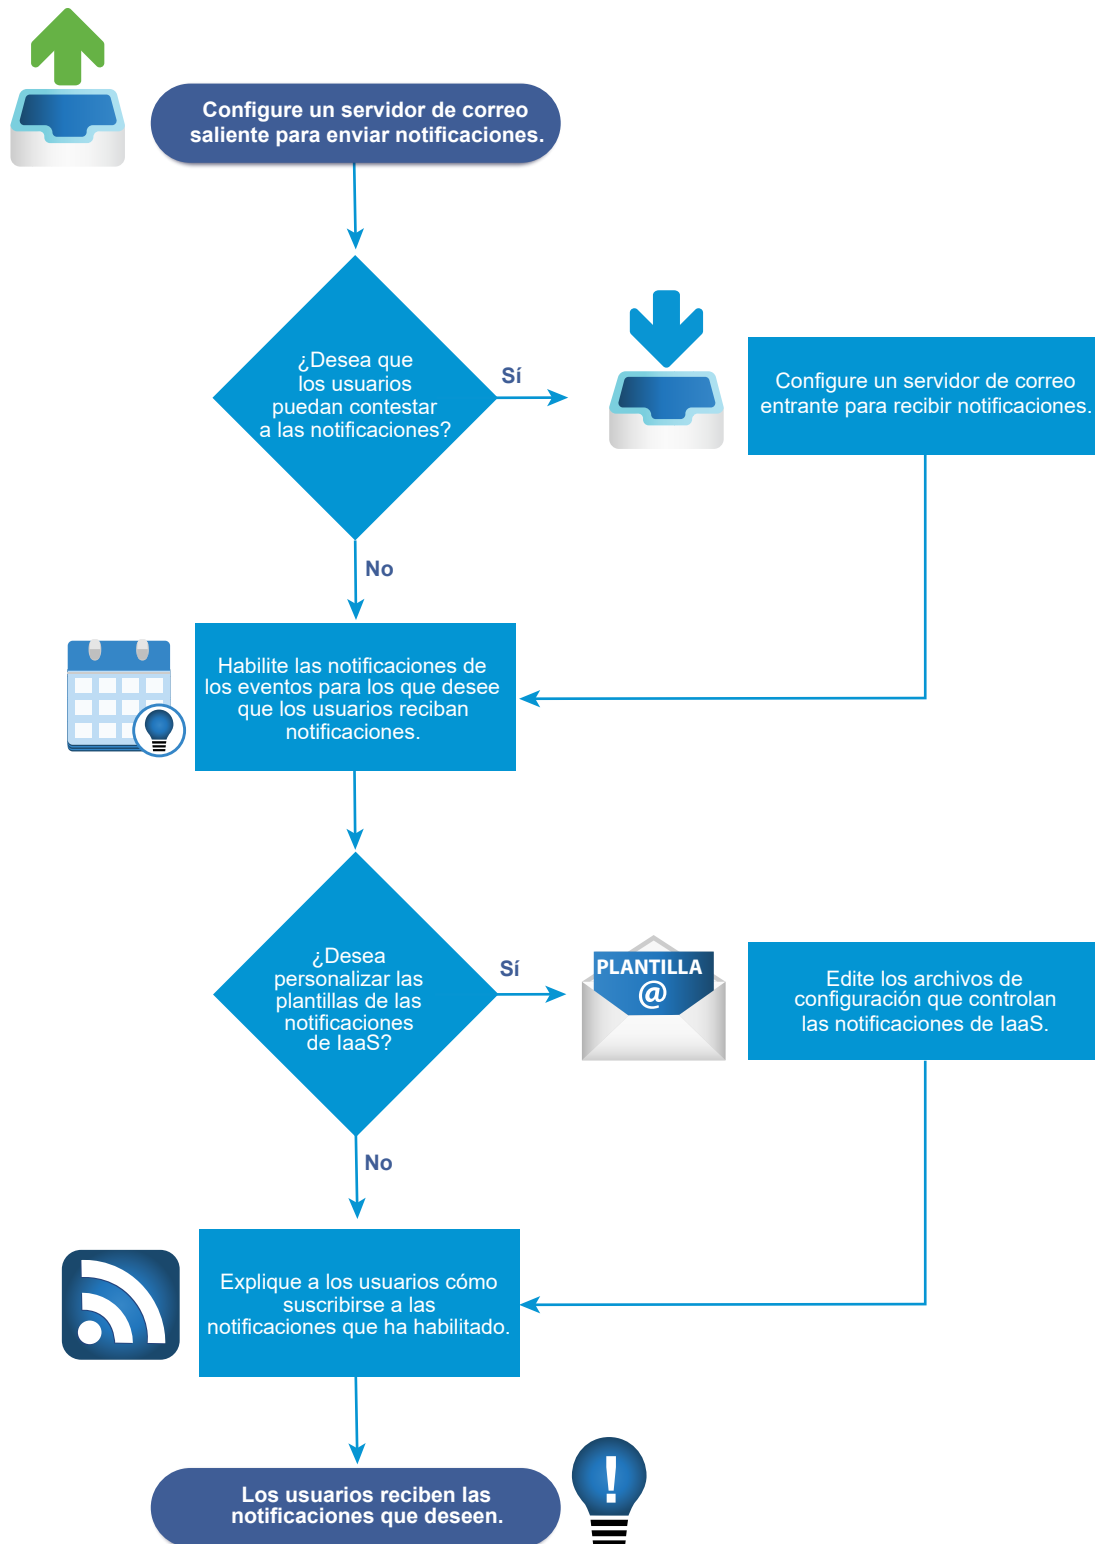 Configure un servidor de correo
saliente para enviar notificaciones.
¿Desea que
los usuarios
puedan contestar
a las notificaciones?
Sí
Configure un servidor de correo
entrante para recibir notificaciones.
No
Habilite las notificaciones de
los eventos para los que desee
que los usuarios reciban
notificaciones.
¿Desea
personalizar las
plantillas de las
notificaciones
de IaaS?
Sí
PLANTILLA
@
Edite los archivos de
configuración que controlan
las notificaciones de IaaS.
No
Explique a los usuarios cómo
suscribirse a las
notificaciones que ha habilitado.
Los usuarios reciben las
notificaciones que deseen.
!